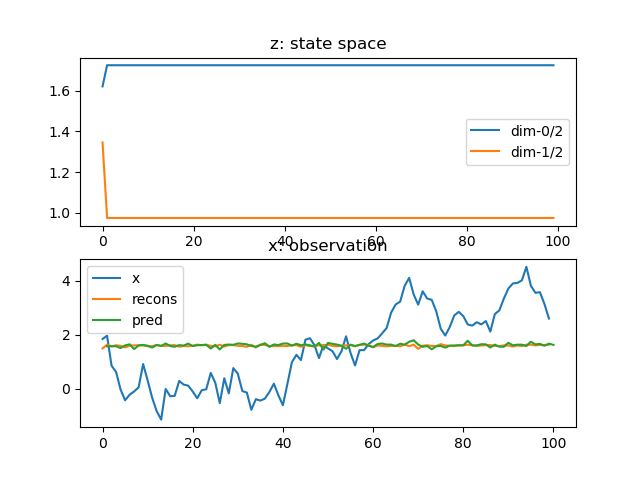 z: state space
1.6
1.4
1.2
1.0
dim-0/2
dim-1/2
0 20 40 60 80 100
x: observation
4
2
0
x
recons
pred
0 20 40 60 80 100